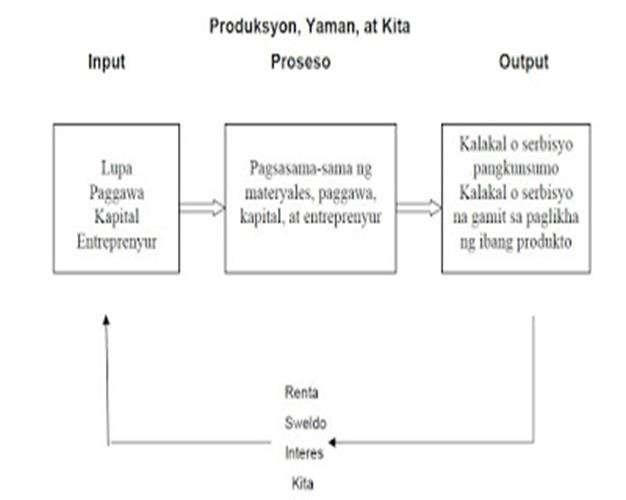 Produksyon, Yaman, at Kita
Input
Proseso
Output
Lupa
Paggawa
Kapital
Entreprenyur
Pagsasama-sama ng
materyales, paggawa,
kapital, at entreprenyur
Kalakal o serbisyo
pangkunsumo
Kalakal o serbisyo
na gamit sa paglikha
ng ibang produkto
Renta
Sweldo
Interes
Kita